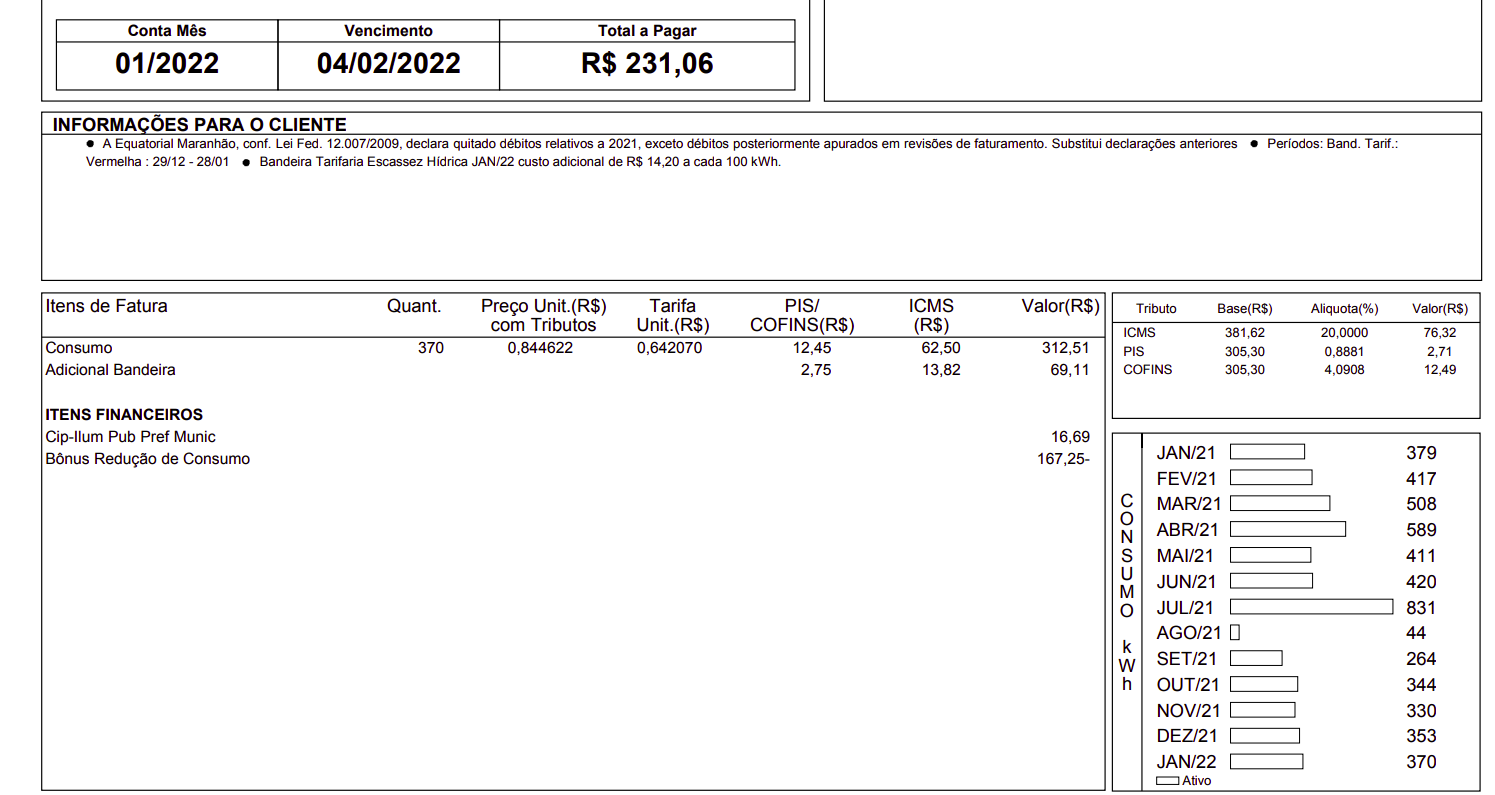 Conta Mês Vencimento Total a Pagar
01/2022 04/02/2022 R$ 231,06
INFORMAÇÕES PARA O CLIENTE
● A Equatorial Maranhão, conf. Lei Fed. 12.007/2009, declara quitado débitos relativos a 2021, exceto débitos posteriormente apurados em revisões de faturamento. Substitui declarações anteriores ● Períodos: Band. Tarif.:
Vermelha : 29/12 - 28/01 ● Bandeira Tarifaria Escassez Hídrica JAN/22 custo adicional de R$ 14,20 a cada 100 kWh.
Itens de Fatura Quant. Preço Unit.(R$) Tarifa PIS/ ICMS Valor(R$)
com Tributos Unit.(R$) COFINS(R$) (R$)
Consumo 370 0,844622 0,642070 12,45 62,50 312,51
Adicional Bandeira 2,75 13,82 69,11
ITENS FINANCEIROS
Cip-Ilum Pub Pref Munic 16,69
Bônus Redução de Consumo 167,25-
Tributo Base(R$) Aliquota(%) Valor(R$)
ICMS 381,62 20,0000 76,32
PIS 305,30 0,8881 2,71
COFINS 305,30 4,0908 12,49
CONSUMO kWh
JAN/21 379
FEV/21 417
MAR/21 508
ABR/21 589
MAI/21 411
JUN/21 420
JUL/21 831
AGO/21 44
SET/21 264
OUT/21 344
NOV/21 330
DEZ/21 353
JAN/22 370
Ativo